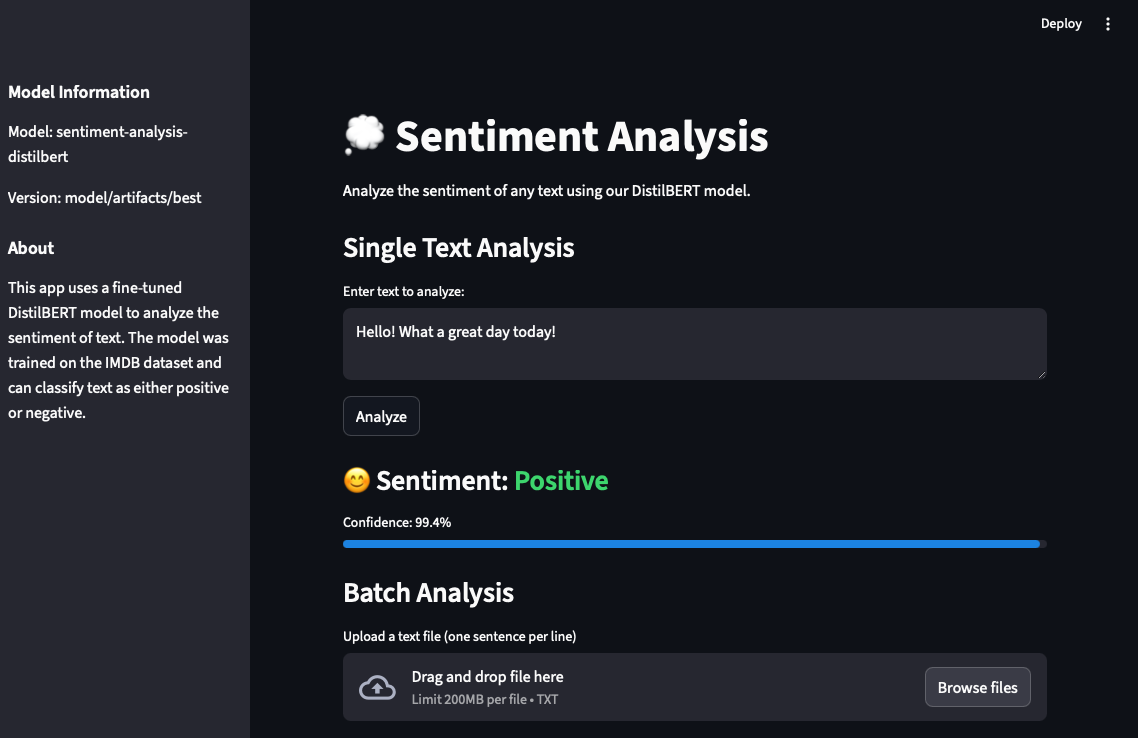 Deploy
Model Information
Model: sentiment-analysis-
distilbert
Version: model/artifacts/best
About
This app uses a fine-tuned
DistilBERT model to analyze the
sentiment of text. The model was
trained on the IMDB dataset and
can classify text as either positive
or negative.
💭 Sentiment Analysis
Analyze the sentiment of any text using our DistilBERT model.
Single Text Analysis
Enter text to analyze:
Hello! What a great day today!
Analyze
😊 Sentiment: Positive
Confidence: 99.4%
Batch Analysis
Upload a text file (one sentence per line)
Drag and drop file here
Limit 200MB per file • TXT
Browse files